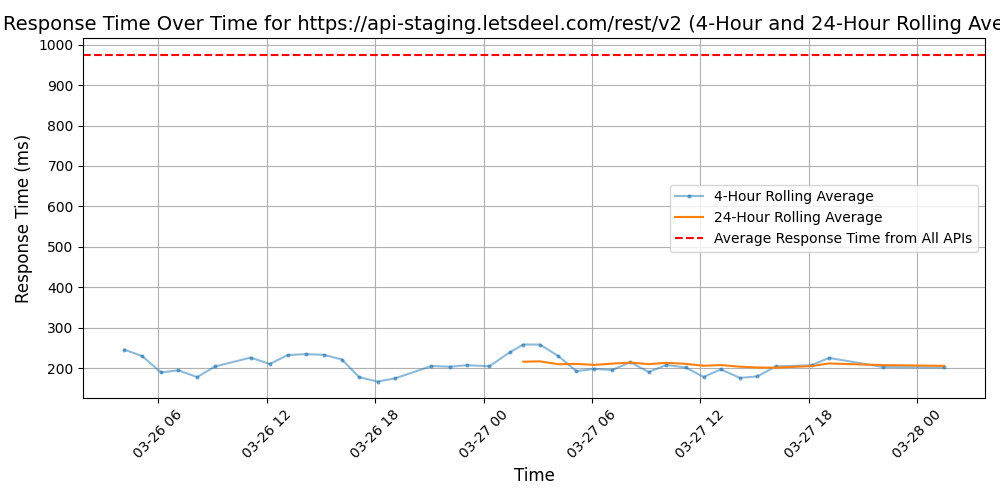 Response Time Over Time for https://api-staging.letsdeel.com/rest/v2 (4-Hour and 24-Hour Rolling Ave
1000
900
800
700
600
500
400
300
200
Response Time (ms)
4-Hour Rolling Average
24-Hour Rolling Average
Average Response Time from All APIs
03-26 06
03-26 12
03-26 18
03-27 00
03-27 06
03-27 12
03-27 18
03-28 00
Time